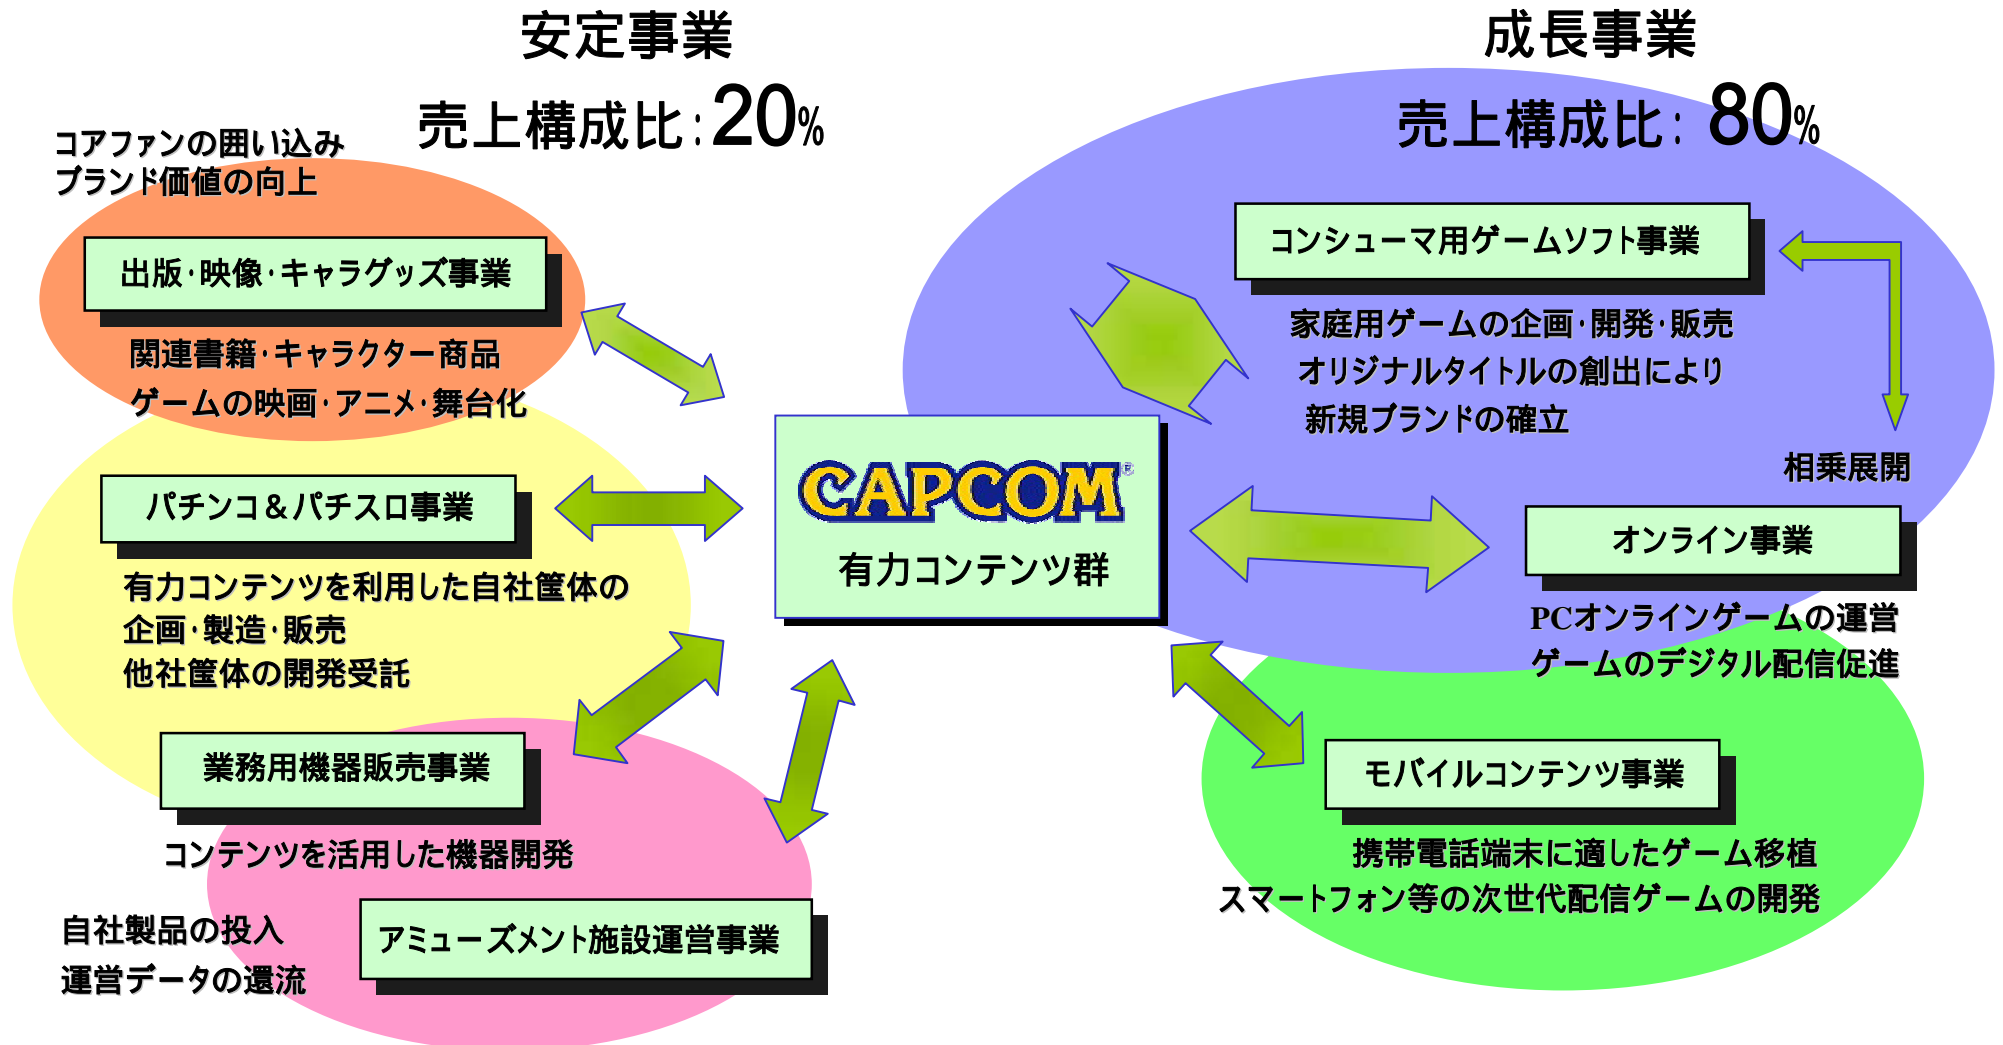 安定事業
売上構成比：20%
コアファンの囲い込み
ブランド価値の向上
出版・映像・キャラグッズ事業
関連書籍・キャラクター商品
ゲームの映画・アニメ・舞台化
パチンコ＆パチスロ事業
有力コンテンツを利用した自社筐体の
企画・製造・販売
他社筐体の開発受託
業務用機器販売事業
コンテンツを活用した機器開発
自社製品の投入
運営データの還流
アミューズメント施設運営事業
CAPCOM®
有力コンテンツ群
成長事業
売上構成比：80%
コンシューマ用ゲームソフト事業
家庭用ゲームの企画・開発・販売
オリジナルタイトルの創出により
新規ブランドの確立
相乗展開
オンライン事業
PCオンラインゲームの運営
ゲームのデジタル配信促進
モバイルコンテンツ事業
携帯電話端末に適したゲーム移植
スマートフォン等の次世代配信ゲームの開発